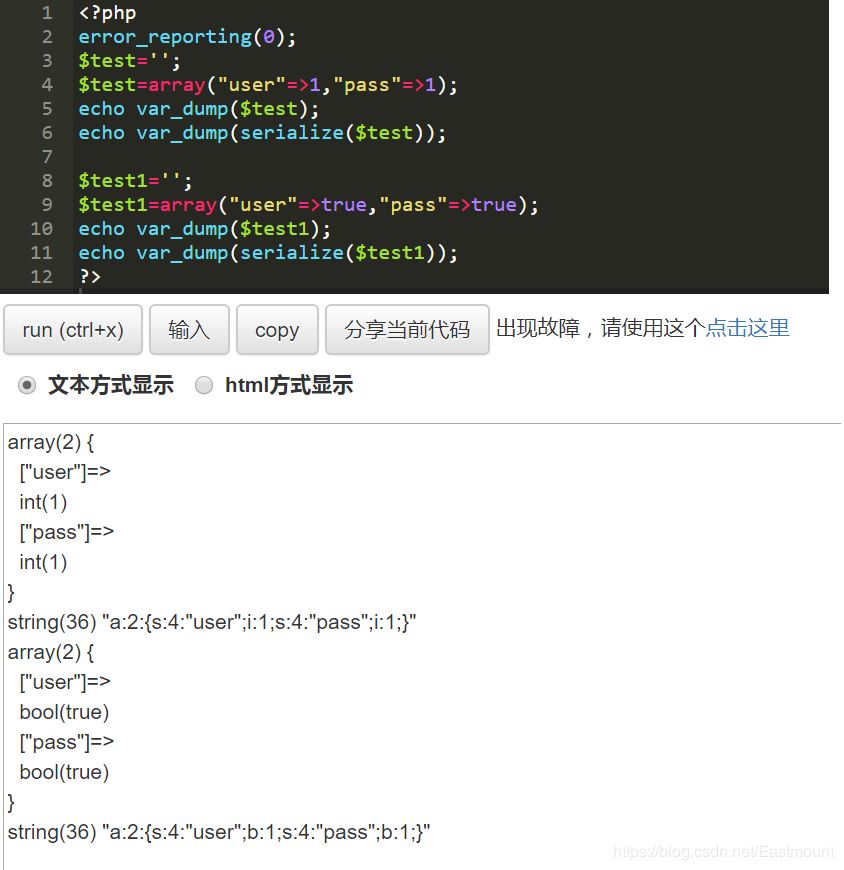 1 <?php
2 error_reporting(0);
3 $test='';
4 $test=array("user"=>1,"pass"=>1);
5 echo var_dump($test);
6 echo var_dump(serialize($test));
7
8 $test1='';
9 $test1=array("user"=>true,"pass"=>true);
10 echo var_dump($test1);
11 echo var_dump(serialize($test1));
12 ?>
run (ctrl+x) 输入 copy 分享当前代码 出现故障，请使用这个点击这里
文本方式显示 html方式显示
array(2) {
["user"]=>
int(1)
["pass"]=>
int(1)
}
string(36) "a:2:{s:4:"user";i:1;s:4:"pass";i:1;}"
array(2) {
["user"]=>
bool(true)
["pass"]=>
bool(true)
}
string(36) "a:2:{s:4:"user";b:1;s:4:"pass";b:1;}"
https://blog.csdn.net/Eastmount